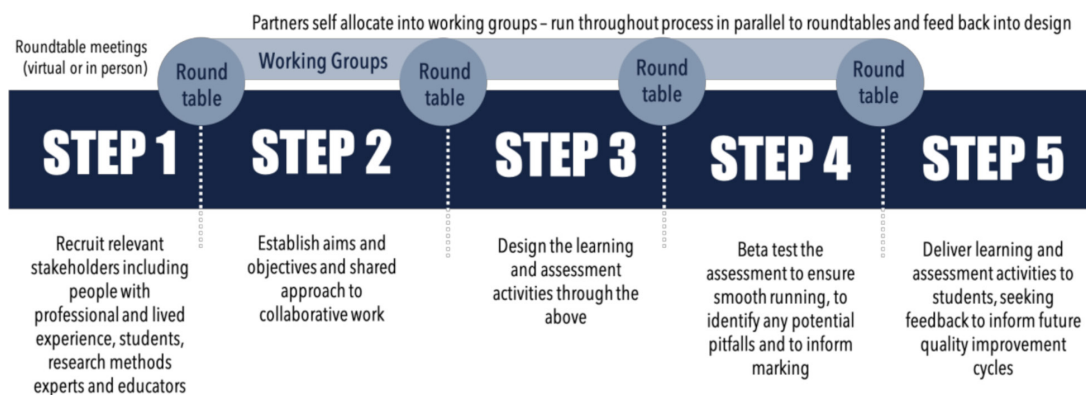 Partners self allocate into working groups – run throughout process in parallel to roundtables and feed back into design
Roundtable meetings
(virtual or in person)
Working Groups
Round
table
Round
table
Round
table
Round
table
STEP 1
STEP 2
STEP 3
STEP 4
STEP 5
Recruit relevant
stakeholders including
people with
professional and lived
experience, students,
research methods
experts and educators
Establish aims and
objectives and shared
approach to
collaborative work
Design the learning
and assessment
activities through the
above
Beta test the
assessment to ensure
smooth running, to
identify any potential
pitfalls and to inform
marking
Deliver learning and
assessment activities to
students, seeking
feedback to inform future
quality improvement
cycles